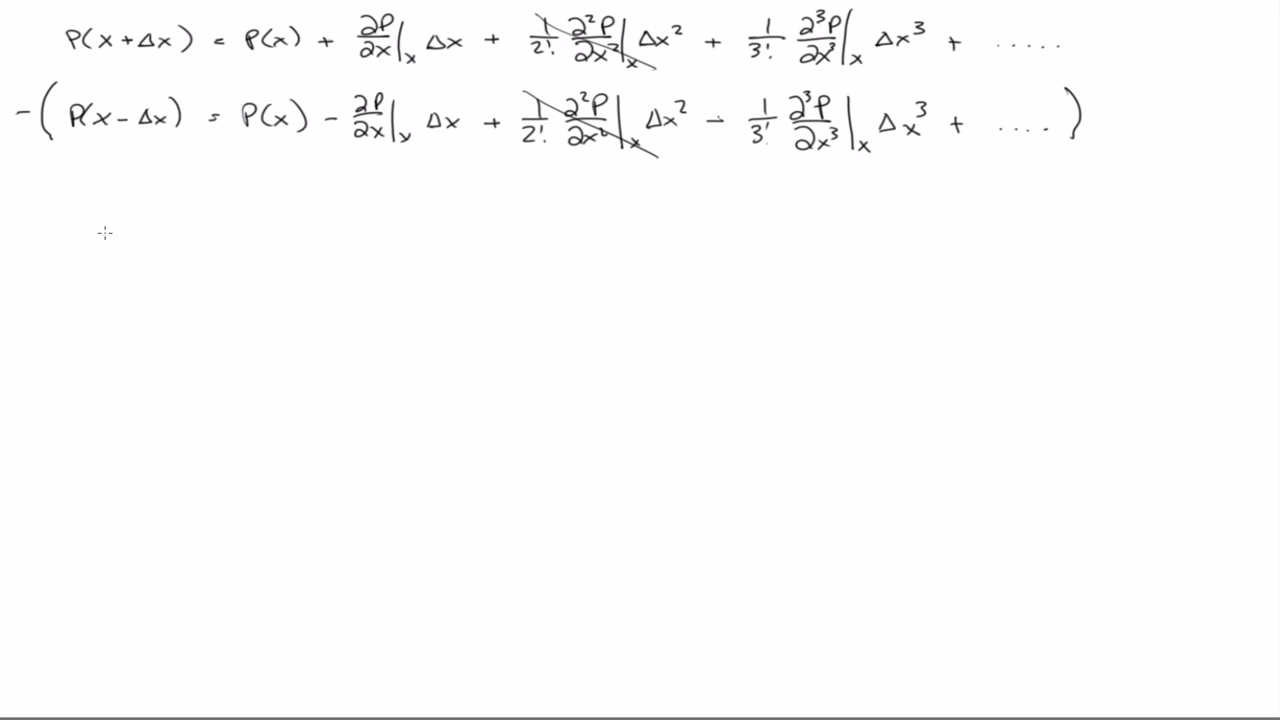 P(x+Δx) = P(x) + ∂P/∂x|ₓ Δx + 1/2! ∂²P/∂x²|ₓ Δx² + 1/3! ∂³P/∂x³|ₓ Δx³ + .....
-( P(x-Δx) = P(x) - ∂P/∂x|ₓ Δx + 1/2! ∂²P/∂x²|ₓ Δx² - 1/3! ∂³P/∂x³|ₓ Δx³ + .... )